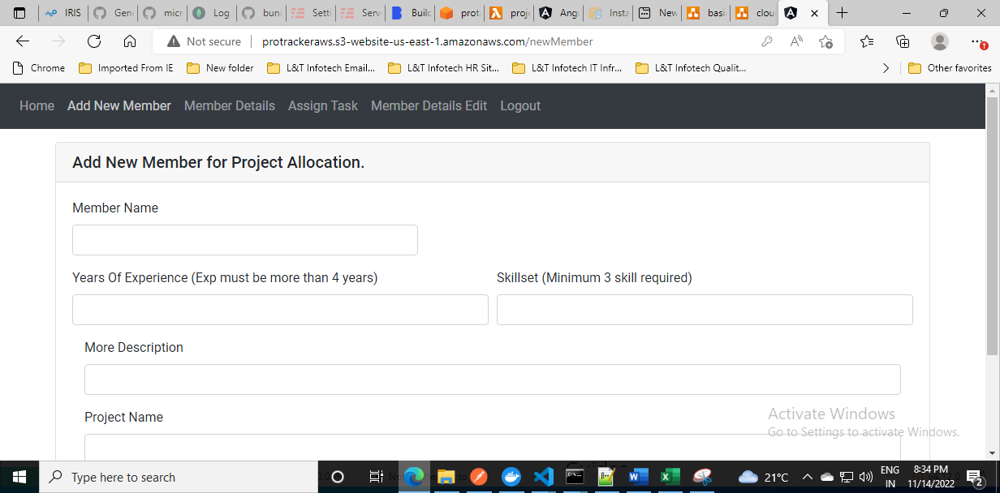 IRIS Gen micr Log buni Setti Serv Build prot proje Ang Insta New basi clou
Not secure protrackeraws.s3-website-us-east-1.amazonaws.com/newMember
Chrome Imported From IE New folder L&T Infotech Email... L&T Infotech HR Sit... L&T Infotech IT Infr... L&T Infotech Qualit... Other favorites
Home Add New Member Member Details Assign Task Member Details Edit Logout
Add New Member for Project Allocation.
Member Name
Years Of Experience (Exp must be more than 4 years) Skillset (Minimum 3 skill required)
More Description
Project Name
Activate Windows
Go to Settings to activate Windows.
Type here to search 21°C ENG 8:34 PM
IN 11/14/2022 2